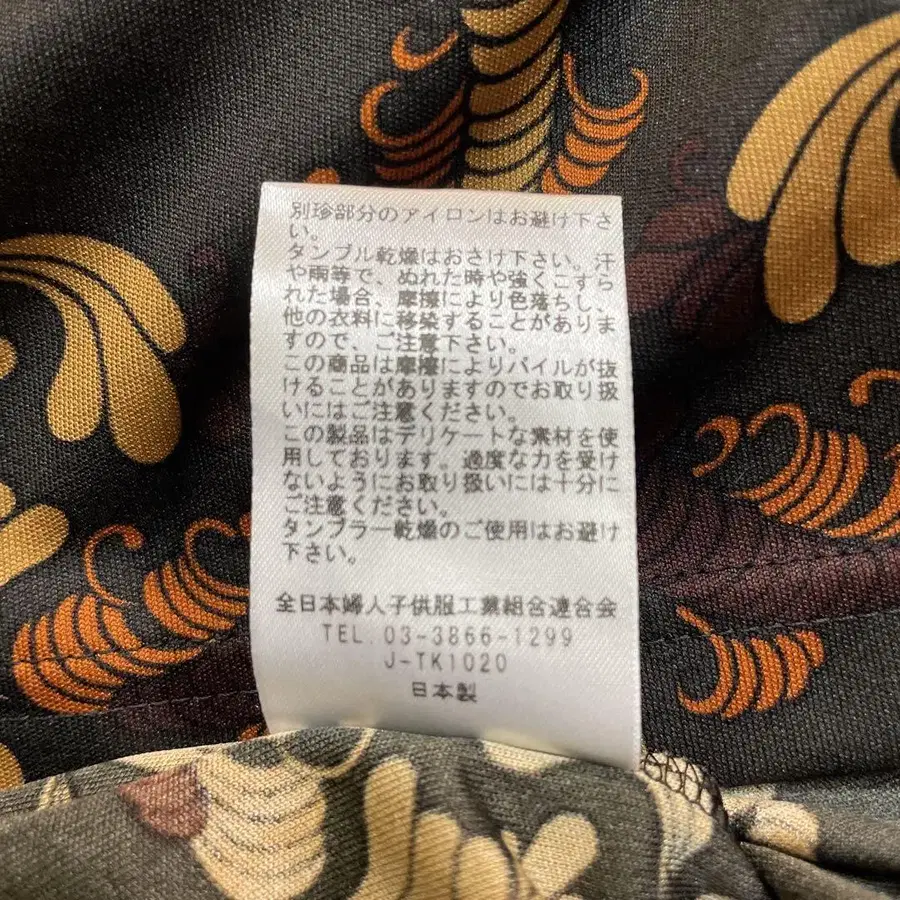 別珍部分のアイロンはお避け下さ
い。
タンブル乾燥はおさけ下さい。汗
や雨等で、ぬれた時や強くこすら
れた場合、摩擦により色落ちし、
他の衣料に移染することがありま
すので、ご注意下さい。
この商品は摩擦によりパイルが抜
けることがありますのでお取り扱
いにはご注意ください。
この製品はデリケートな素材を使
用しております。過度な力を受け
ないようにお取り扱いには十分に
ご注意ください。
タンブラー乾燥のご使用はお避け
下さい。
全日本婦人子供服工業組合連合会
TEL.03-3866-1299
J-TK1020
日本製